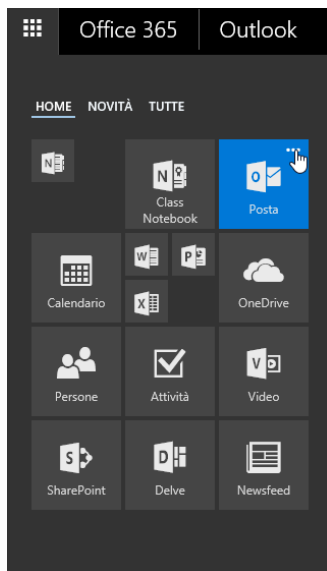 Office 365 Outlook
HOME NOVITÀ TUTTE
N
N
Class
Notebook
O
Posta
Calendario
W
P
X
OneDrive
Persone
Attività
V
Video
S
SharePoint
D
Delve
Newsfeed